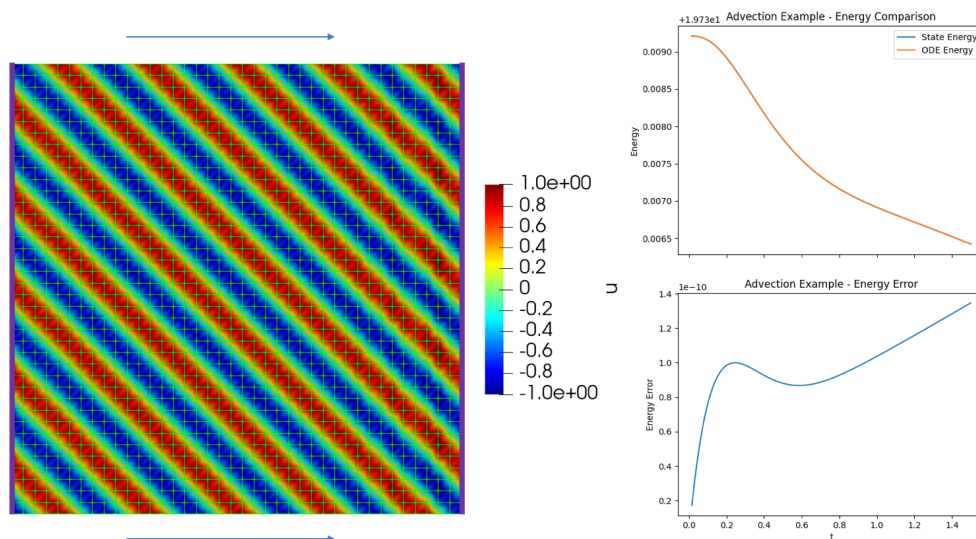 1.0e+00
0.8
0.6
0.4
0.2
0
-0.2
-0.4
-0.6
-0.8
-1.0e+00
u
Advection Example - Energy Comparison
+1.973e1
State Energy
ODE Energy
0.0090
0.0085
0.0080
0.0075
0.0070
0.0065
Energy
Advection Example - Energy Error
1e-10
1.4
1.2
1.0
0.8
0.6
0.4
0.2
Energy Error
0.0 0.2 0.4 0.6 0.8 1.0 1.2 1.4
t